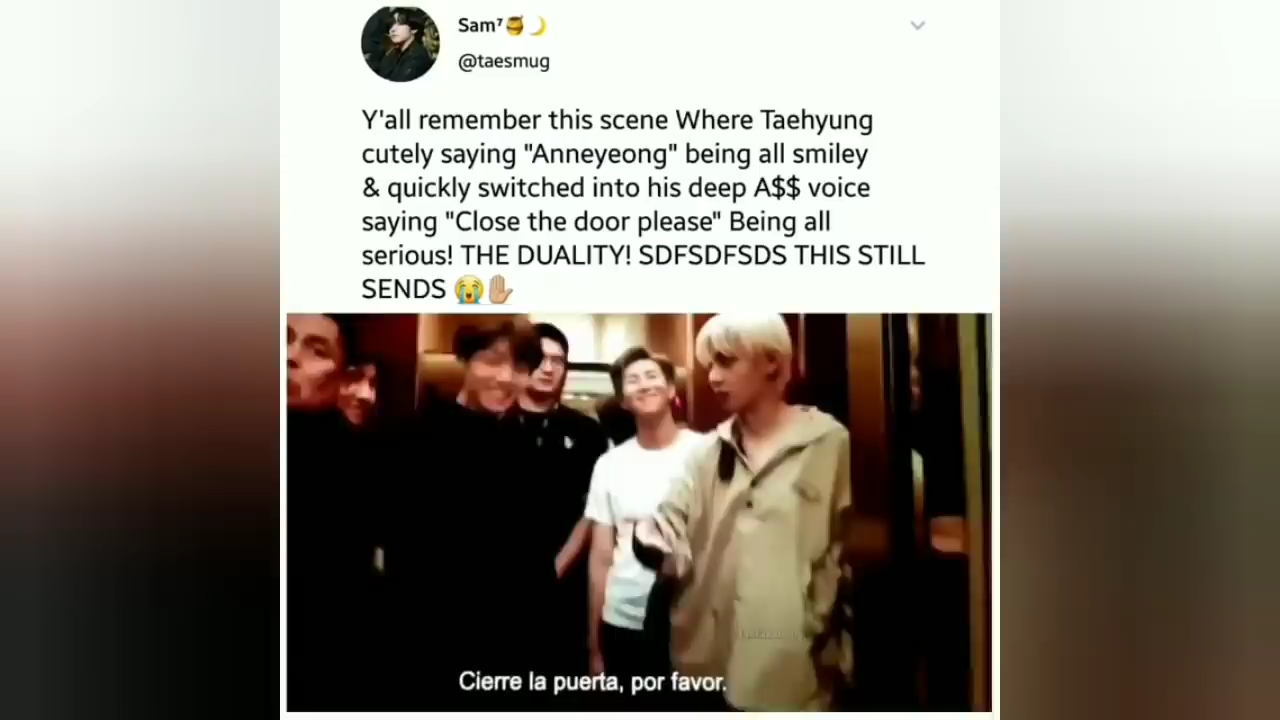 Sam⁷🍯🌙
@taesmug
Y'all remember this scene Where Taehyung
cutely saying "Anneyeong" being all smiley
& quickly switched into his deep A$$ voice
saying "Close the door please" Being all
serious! THE DUALITY! SDFSDFSDS THIS STILL
SENDS 😭✋🏼
Cierre la puerta, por favor.